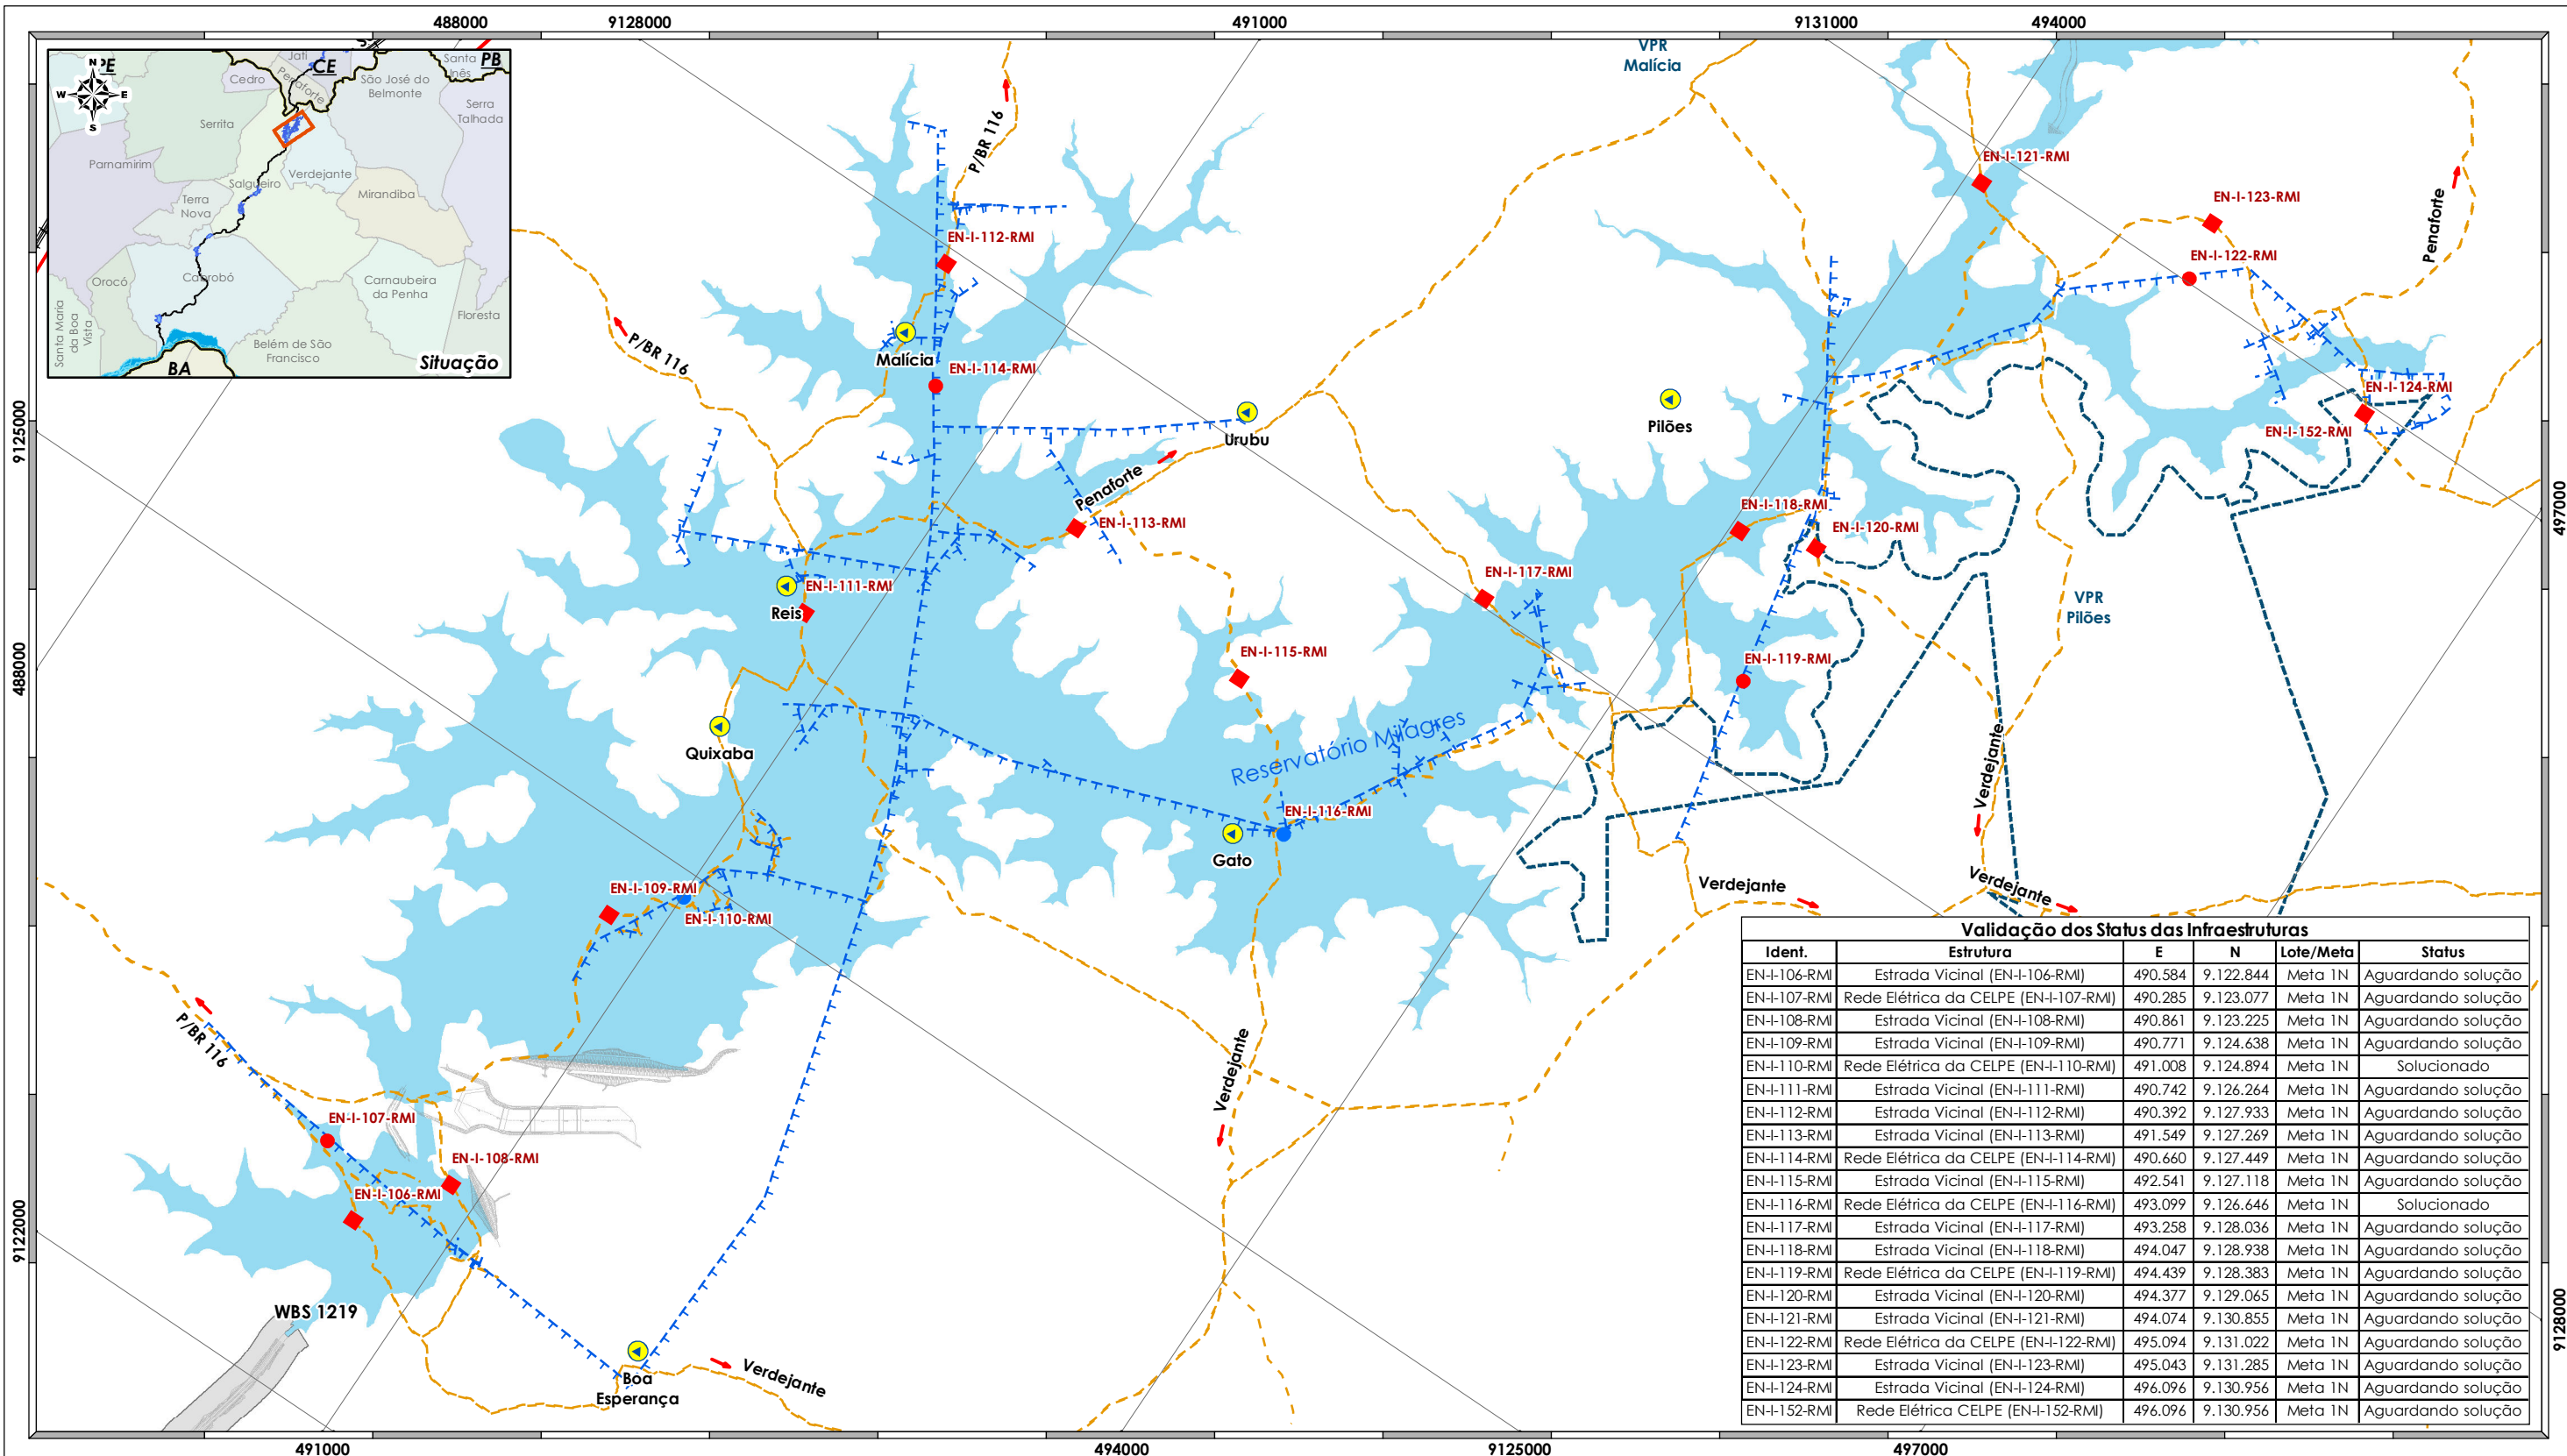 488000
9128000
491000
9131000
494000
N
PE
W
E
S
Jati
CE
Penaforte
Cedro
São José do
Belmonte
Santa
Inês
PB
Serra
Talhada
Serrita
Parnamirim
Salgueiro
Verdejante
Mirandiba
Terra
Nova
Orocó
Cabrobó
Carnaubeira
da Penha
Floresta
Santa Maria
da Boa
Vista
Belém de São
Francisco
BA
Situação
VPR
Malícia
P/BR 116
EN-I-121-RMI
EN-I-123-RMI
Penaforte
EN-I-112-RMI
EN-I-122-RMI
P/BR 116
Malícia
EN-I-114-RMI
EN-I-124-RMI
Urubu
Pilões
EN-I-152-RMI
9125000
Penaforte
EN-I-113-RMI
EN-I-118-RMI
EN-I-120-RMI
497000
EN-I-117-RMI
EN-I-111-RMI
Reis
VPR
Pilões
EN-I-115-RMI
EN-I-119-RMI
488000
Quixaba
Reservatório Milagres
Verdejante
EN-I-116-RMI
Gato
EN-I-109-RMI
EN-I-110-RMI
Verdejante
Verdejante
P/BR 116
Verdejante
EN-I-107-RMI
EN-I-108-RMI
EN-I-106-RMI
9122000
WBS 1219
Boa
Esperança
Verdejante
9128000
Validação dos Status das Infraestruturas
Ident. Estrutura E N Lote/Meta Status
EN-I-106-RMI Estrada Vicinal (EN-I-106-RMI) 490.584 9.122.844 Meta 1N Aguardando solução
EN-I-107-RMI Rede Elétrica da CELPE (EN-I-107-RMI) 490.285 9.123.077 Meta 1N Aguardando solução
EN-I-108-RMI Estrada Vicinal (EN-I-108-RMI) 490.861 9.123.225 Meta 1N Aguardando solução
EN-I-109-RMI Estrada Vicinal (EN-I-109-RMI) 490.771 9.124.638 Meta 1N Aguardando solução
EN-I-110-RMI Rede Elétrica da CELPE (EN-I-110-RMI) 491.008 9.124.894 Meta 1N Solucionado
EN-I-111-RMI Estrada Vicinal (EN-I-111-RMI) 490.742 9.126.264 Meta 1N Aguardando solução
EN-I-112-RMI Estrada Vicinal (EN-I-112-RMI) 490.392 9.127.933 Meta 1N Aguardando solução
EN-I-113-RMI Estrada Vicinal (EN-I-113-RMI) 491.549 9.127.269 Meta 1N Aguardando solução
EN-I-114-RMI Rede Elétrica da CELPE (EN-I-114-RMI) 490.660 9.127.449 Meta 1N Aguardando solução
EN-I-115-RMI Estrada Vicinal (EN-I-115-RMI) 492.541 9.127.118 Meta 1N Aguardando solução
EN-I-116-RMI Rede Elétrica da CELPE (EN-I-116-RMI) 493.099 9.126.646 Meta 1N Solucionado
EN-I-117-RMI Estrada Vicinal (EN-I-117-RMI) 493.258 9.128.036 Meta 1N Aguardando solução
EN-I-118-RMI Estrada Vicinal (EN-I-118-RMI) 494.047 9.128.938 Meta 1N Aguardando solução
EN-I-119-RMI Rede Elétrica da CELPE (EN-I-119-RMI) 494.439 9.128.383 Meta 1N Aguardando solução
EN-I-120-RMI Estrada Vicinal (EN-I-120-RMI) 494.377 9.129.065 Meta 1N Aguardando solução
EN-I-121-RMI Estrada Vicinal (EN-I-121-RMI) 494.074 9.130.855 Meta 1N Aguardando solução
EN-I-122-RMI Rede Elétrica da CELPE (EN-I-122-RMI) 495.094 9.131.022 Meta 1N Aguardando solução
EN-I-123-RMI Estrada Vicinal (EN-I-123-RMI) 495.043 9.131.285 Meta 1N Aguardando solução
EN-I-124-RMI Estrada Vicinal (EN-I-124-RMI) 496.096 9.130.956 Meta 1N Aguardando solução
EN-I-152-RMI Rede Elétrica CELPE (EN-I-152-RMI) 496.096 9.130.956 Meta 1N Aguardando solução
491000
494000
9125000
497000